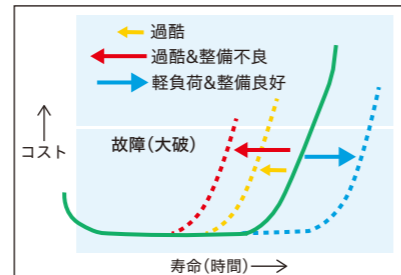 過酷
過酷&整備不良
軽負荷&整備良好
故障(大破)
コスト
寿命(時間)